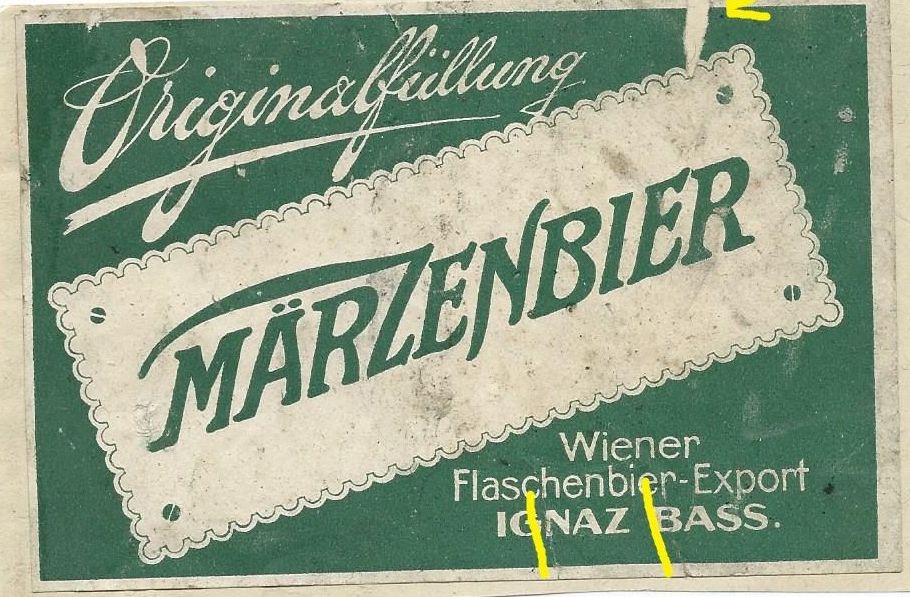 Originalfüllung
MÄRZENBIER
Wiener
Flaschenbier-Export
IGNAZ BASS.